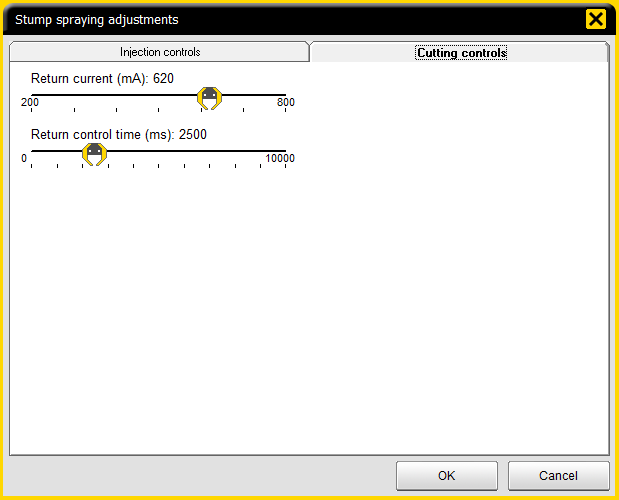 Stump spraying adjustments
Injection controls
Cutting controls
Return current (mA): 620
200
800
Return control time (ms): 2500
0
10000
OK
Cancel